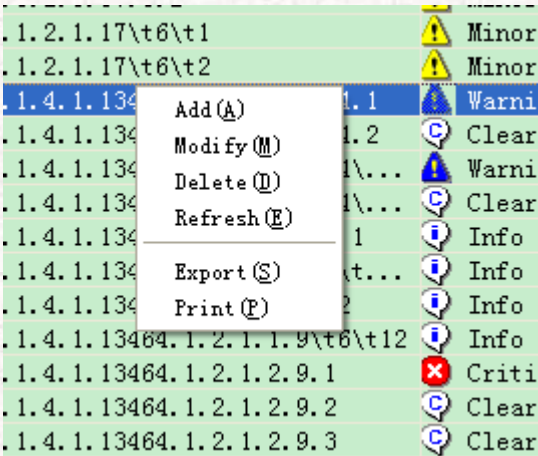 .1.2.1.17\t6\t1 Minor
.1.2.1.17\t6\t2 Minor
.1.4.1.134 1.1 Warni
Add(A)
.1.4.1.134 1.2 Clear
Modify(M)
.1.4.1.134 1\... Warni
Delete(D)
.1.4.1.134 1\... Clear
Refresh(E)
.1.4.1.134 1 Info
.1.4.1.134 \t... Info
Export(S)
.1.4.1.134 2 Info
Print(P)
.1.4.1.13464.1.2.1.1.9\t6\t12 Info
.1.4.1.13464.1.2.1.2.9.1 Criti
.1.4.1.13464.1.2.1.2.9.2 Clear
.1.4.1.13464.1.2.1.2.9.3 Clear